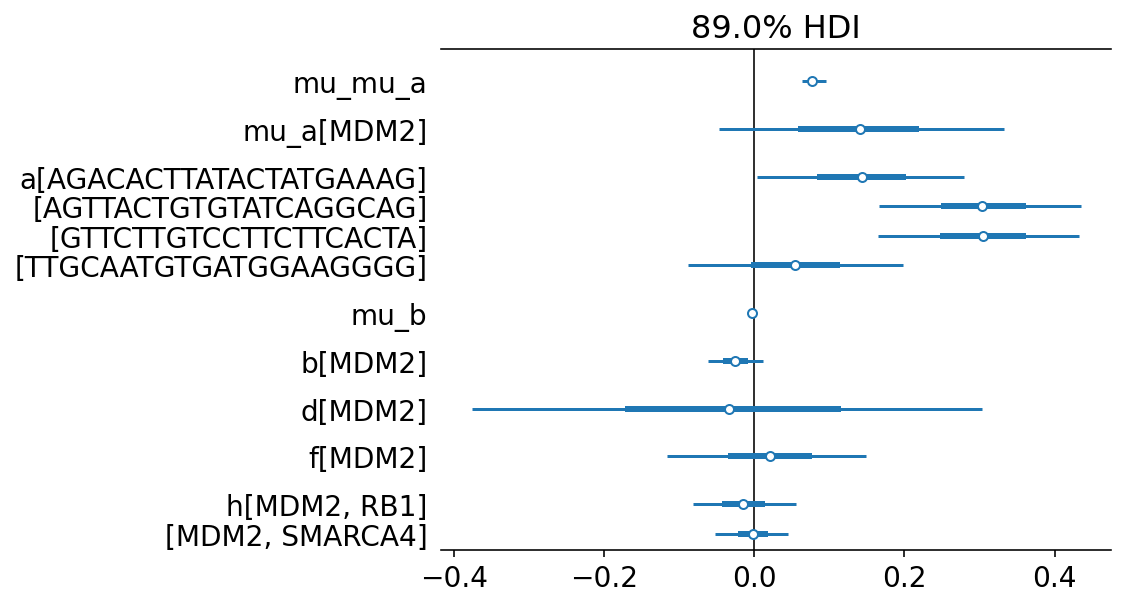 89.0% HDI
mu_mu_a
mu_a[MDM2]
a[AGACACTTATACTATGAAAG]
[AGTTACTGTGTATCAGGCAG]
[GTTCTTGTCCTTCTTCACTA]
[TTGCAATGTGATGGAAGGGG]
mu_b
b[MDM2]
d[MDM2]
f[MDM2]
h[MDM2, RB1]
[MDM2, SMARCA4]
−0.4 −0.2 0.0 0.2 0.4